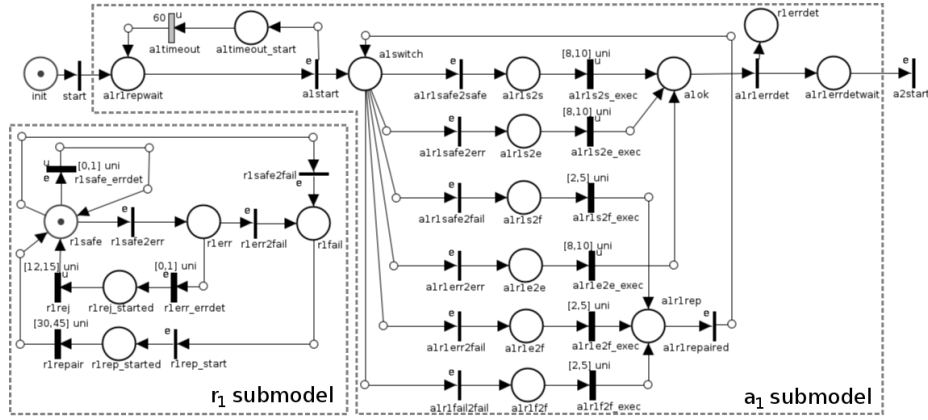 60 u
a1timeout
a1timeout_start
r1errdet
a1switch
e
start
init
a1r1repwait
e
a1start
e
a1r1safe2safe
a1r1s2s
[8,10] uni
u
a1r1s2s_exec
a1ok
e
a1r1errdet
a1r1errdetwait
e
a2start
e
a1r1safe2err
a1r1s2e
[8,10] uni
u
a1r1s2e_exec
e
a1r1safe2fail
a1r1s2f
[2,5] uni
u
a1r1s2f_exec
e
a1r1err2err
a1r1e2e
[8,10] uni
u
a1r1e2e_exec
e
a1r1err2fail
a1r1e2f
[2,5] uni
u
a1r1e2f_exec
a1r1rep
e
a1r1repaired
e
a1r1fail2fail
a1r1f2f
[2,5] uni
u
a1r1f2f_exec
a1 submodel
u
[0,1] uni
e
r1safe_errdet
r1safe2fail
e
r1safe
e
r1safe2err
r1err
e
r1err2fail
r1fail
[12,15] uni
u
r1rej
r1rej_started
[0,1] uni
e
r1err_errdet
[30,45] uni
u
r1repair
r1rep_started
e
r1rep_start
r1 submodel